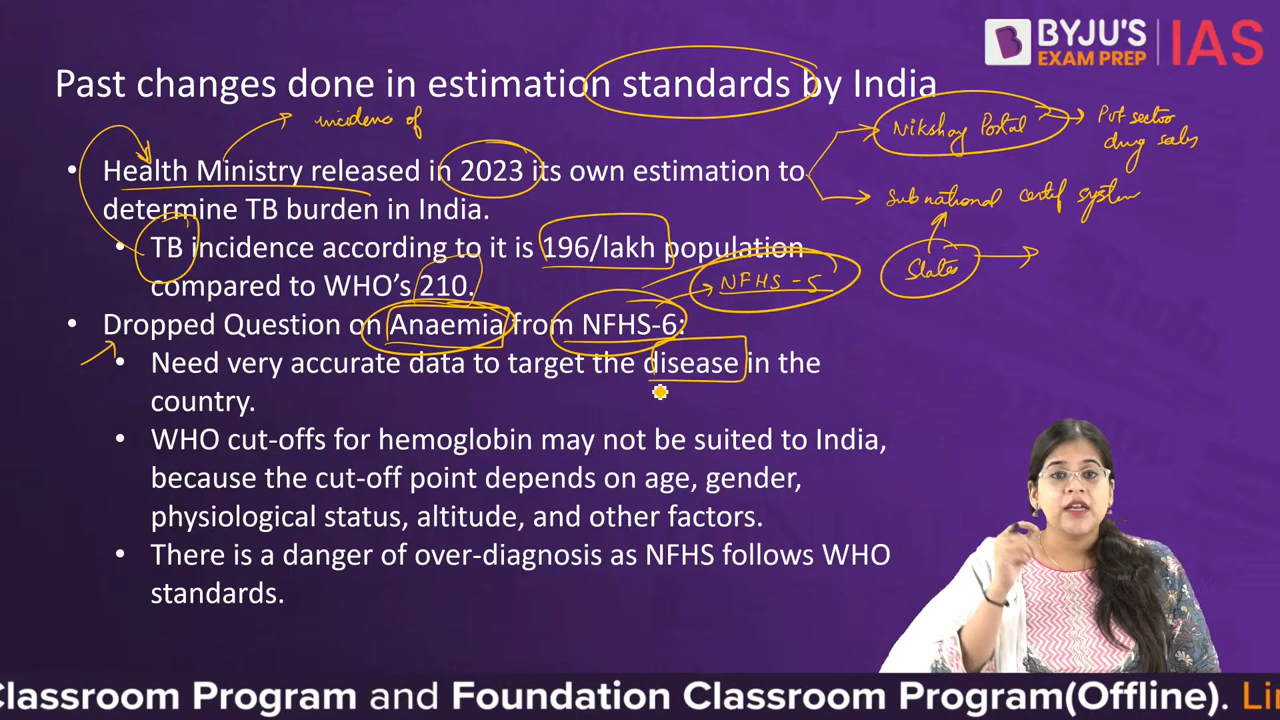 BYJU'S
EXAM PREP
IAS
Past changes done in estimation standards by India
incidence of
Nikshay Portal
Pvt sector
drug sales
• Health Ministry released in 2023 its own estimation to
determine TB burden in India.
Subnational certif system
• TB incidence according to it is 196/lakh population
compared to WHO's 210.
States
NFHS-5
• Dropped Question on Anaemia from NFHS-6:
• Need very accurate data to target the disease in the
country.
• WHO cut-offs for hemoglobin may not be suited to India,
because the cut-off point depends on age, gender,
physiological status, altitude, and other factors.
• There is a danger of over-diagnosis as NFHS follows WHO
standards.
Classroom Program and Foundation Classroom Program(Offline). Li